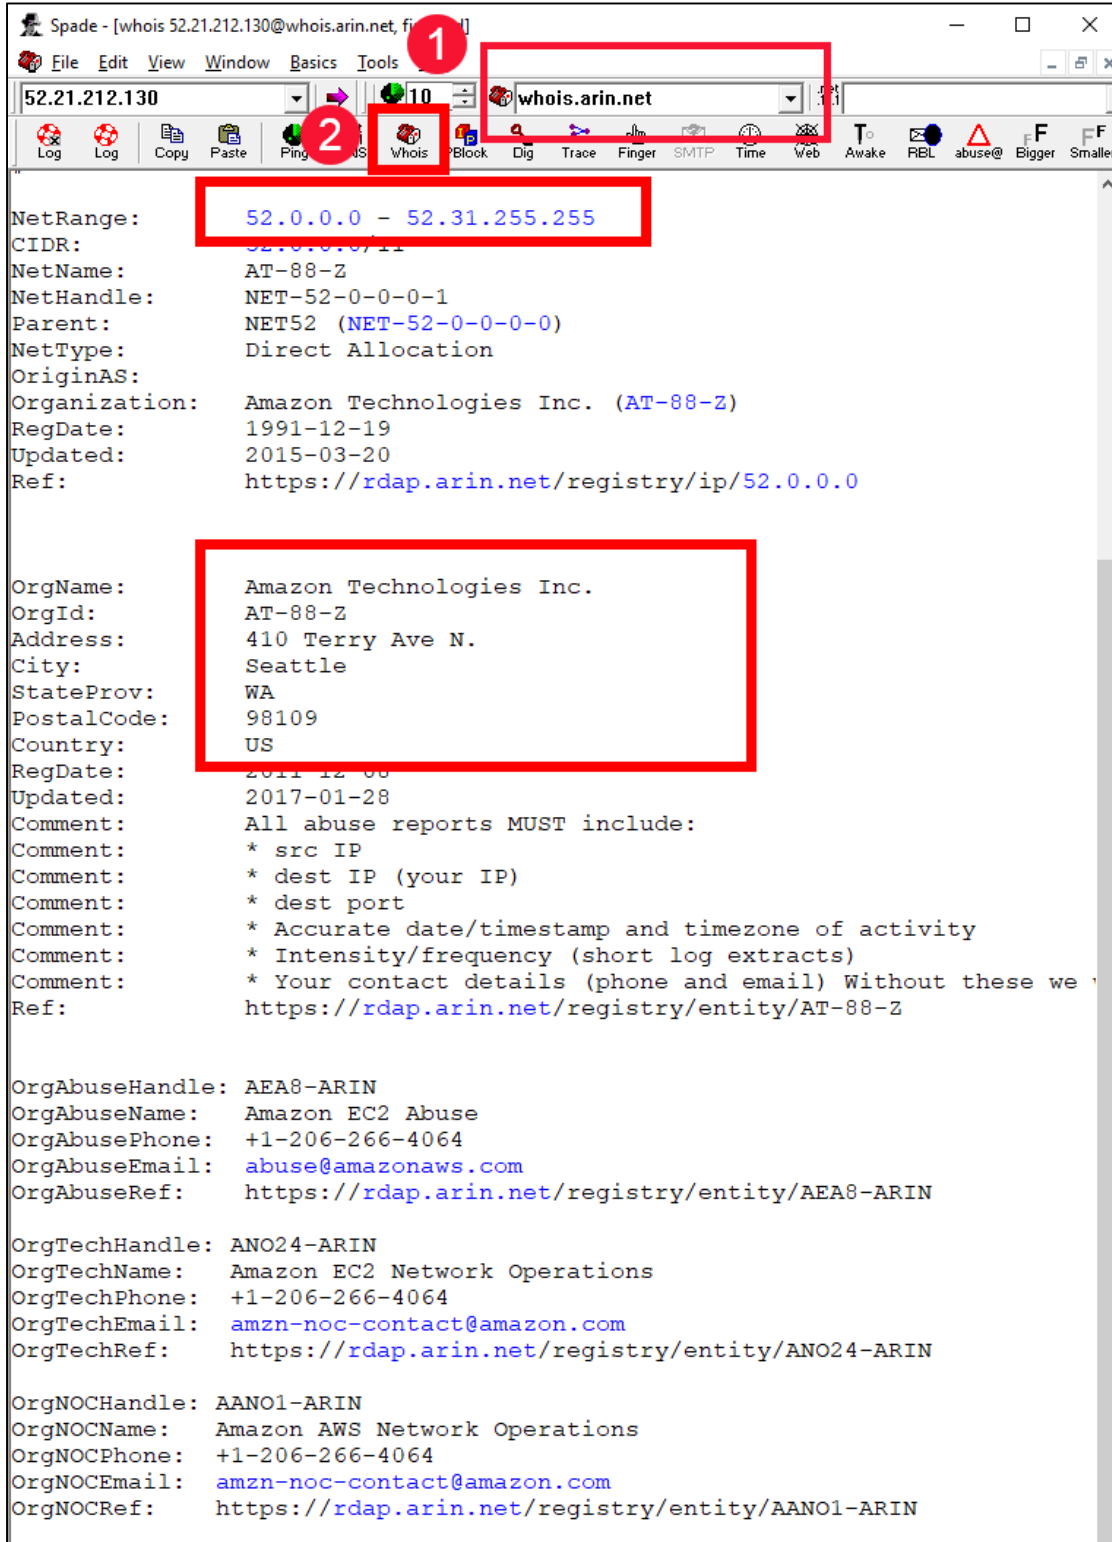 Spade - [whois 52.21.212.130@whois.arin.net, fi d]
1
File Edit View Window Basics Tools
52.21.212.130 10 whois.arin.net
2
Log Log Copy Paste Ping NS Whois PBlock Dig Trace Finger SMTP Time Web Awake RBL abuse@ Bigger Smaller
NetRange: 52.0.0.0 - 52.31.255.255
CIDR: 52.0.0.0/11
NetName: AT-88-Z
NetHandle: NET-52-0-0-0-1
Parent: NET52 (NET-52-0-0-0-0)
NetType: Direct Allocation
OriginAS:
Organization: Amazon Technologies Inc. (AT-88-Z)
RegDate: 1991-12-19
Updated: 2015-03-20
Ref: https://rdap.arin.net/registry/ip/52.0.0.0
OrgName: Amazon Technologies Inc.
OrgId: AT-88-Z
Address: 410 Terry Ave N.
City: Seattle
StateProv: WA
PostalCode: 98109
Country: US
RegDate: 2011-12-08
Updated: 2017-01-28
Comment: All abuse reports MUST include:
Comment: * src IP
Comment: * dest IP (your IP)
Comment: * dest port
Comment: * Accurate date/timestamp and timezone of activity
Comment: * Intensity/frequency (short log extracts)
Comment: * Your contact details (phone and email) Without these we
Ref: https://rdap.arin.net/registry/entity/AT-88-Z
OrgAbuseHandle: AEA8-ARIN
OrgAbuseName: Amazon EC2 Abuse
OrgAbusePhone: +1-206-266-4064
OrgAbuseEmail: abuse@amazonaws.com
OrgAbuseRef: https://rdap.arin.net/registry/entity/AEA8-ARIN
OrgTechHandle: ANO24-ARIN
OrgTechName: Amazon EC2 Network Operations
OrgTechPhone: +1-206-266-4064
OrgTechEmail: amzn-noc-contact@amazon.com
OrgTechRef: https://rdap.arin.net/registry/entity/ANO24-ARIN
OrgNOCHandle: AANO1-ARIN
OrgNOCName: Amazon AWS Network Operations
OrgNOCPhone: +1-206-266-4064
OrgNOCEmail: amzn-noc-contact@amazon.com
OrgNOCRef: https://rdap.arin.net/registry/entity/AANO1-ARIN